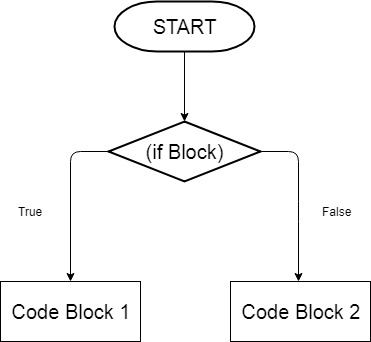 START
(if Block)
True
False
Code Block 1
Code Block 2